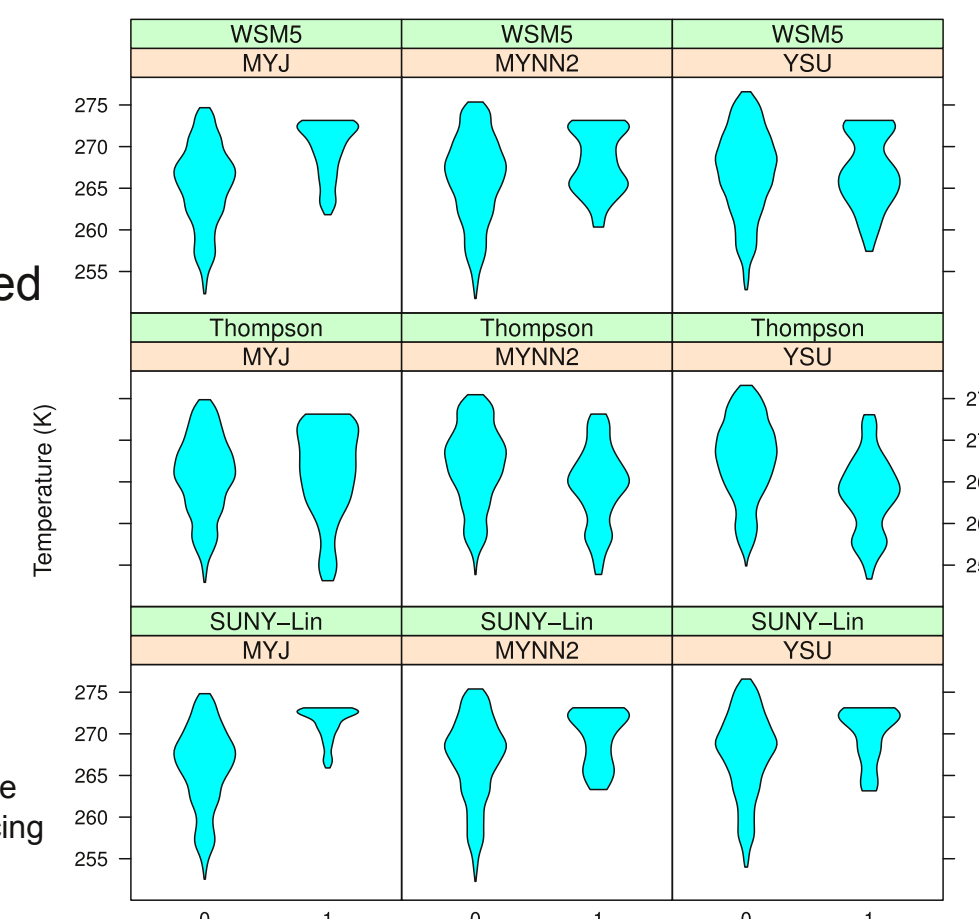 WSM5 WSM5 WSM5
MYJ MYNN2 YSU
275
270
265
260
255
ed
Thompson Thompson Thompson
MYJ MYNN2 YSU
Temperature (K)
SUNY−Lin SUNY−Lin SUNY−Lin
MYJ MYNN2 YSU
275
270
265
260
255
e
0 1 0 1 0 1